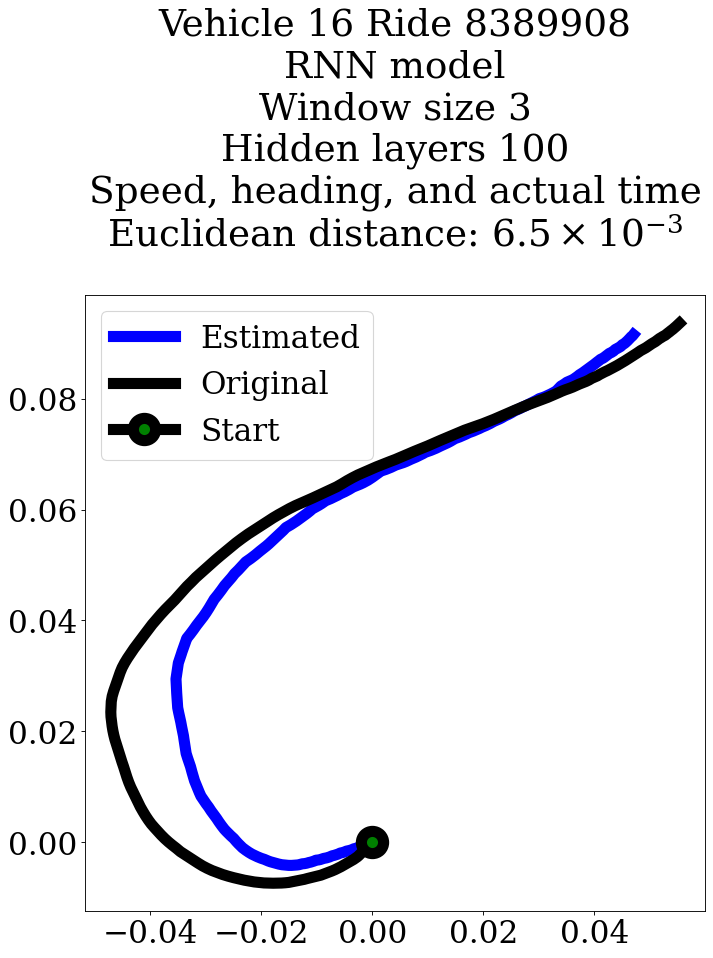 Vehicle 16 Ride 8389908
RNN model
Window size 3
Hidden layers 100
Speed, heading, and actual time
Euclidean distance: 6.5 × 10⁻³
Estimated
Original
Start
0.08
0.06
0.04
0.02
0.00
−0.04 −0.02 0.00 0.02 0.04